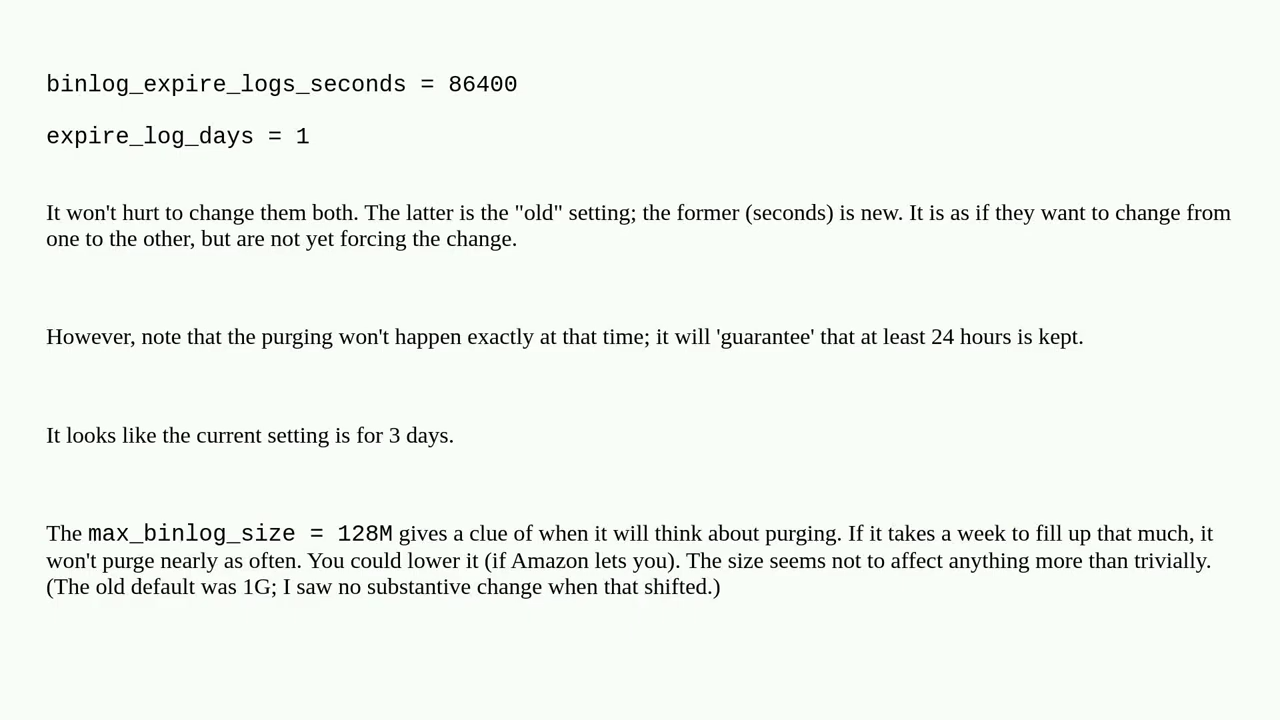 binlog_expire_logs_seconds = 86400
expire_log_days = 1
It won't hurt to change them both. The latter is the "old" setting; the former (seconds) is new. It is as if they want to change from
one to the other, but are not yet forcing the change.
However, note that the purging won't happen exactly at that time; it will 'guarantee' that at least 24 hours is kept.
It looks like the current setting is for 3 days.
The max_binlog_size = 128M gives a clue of when it will think about purging. If it takes a week to fill up that much, it
won't purge nearly as often. You could lower it (if Amazon lets you). The size seems not to affect anything more than trivially.
(The old default was 1G; I saw no substantive change when that shifted.)